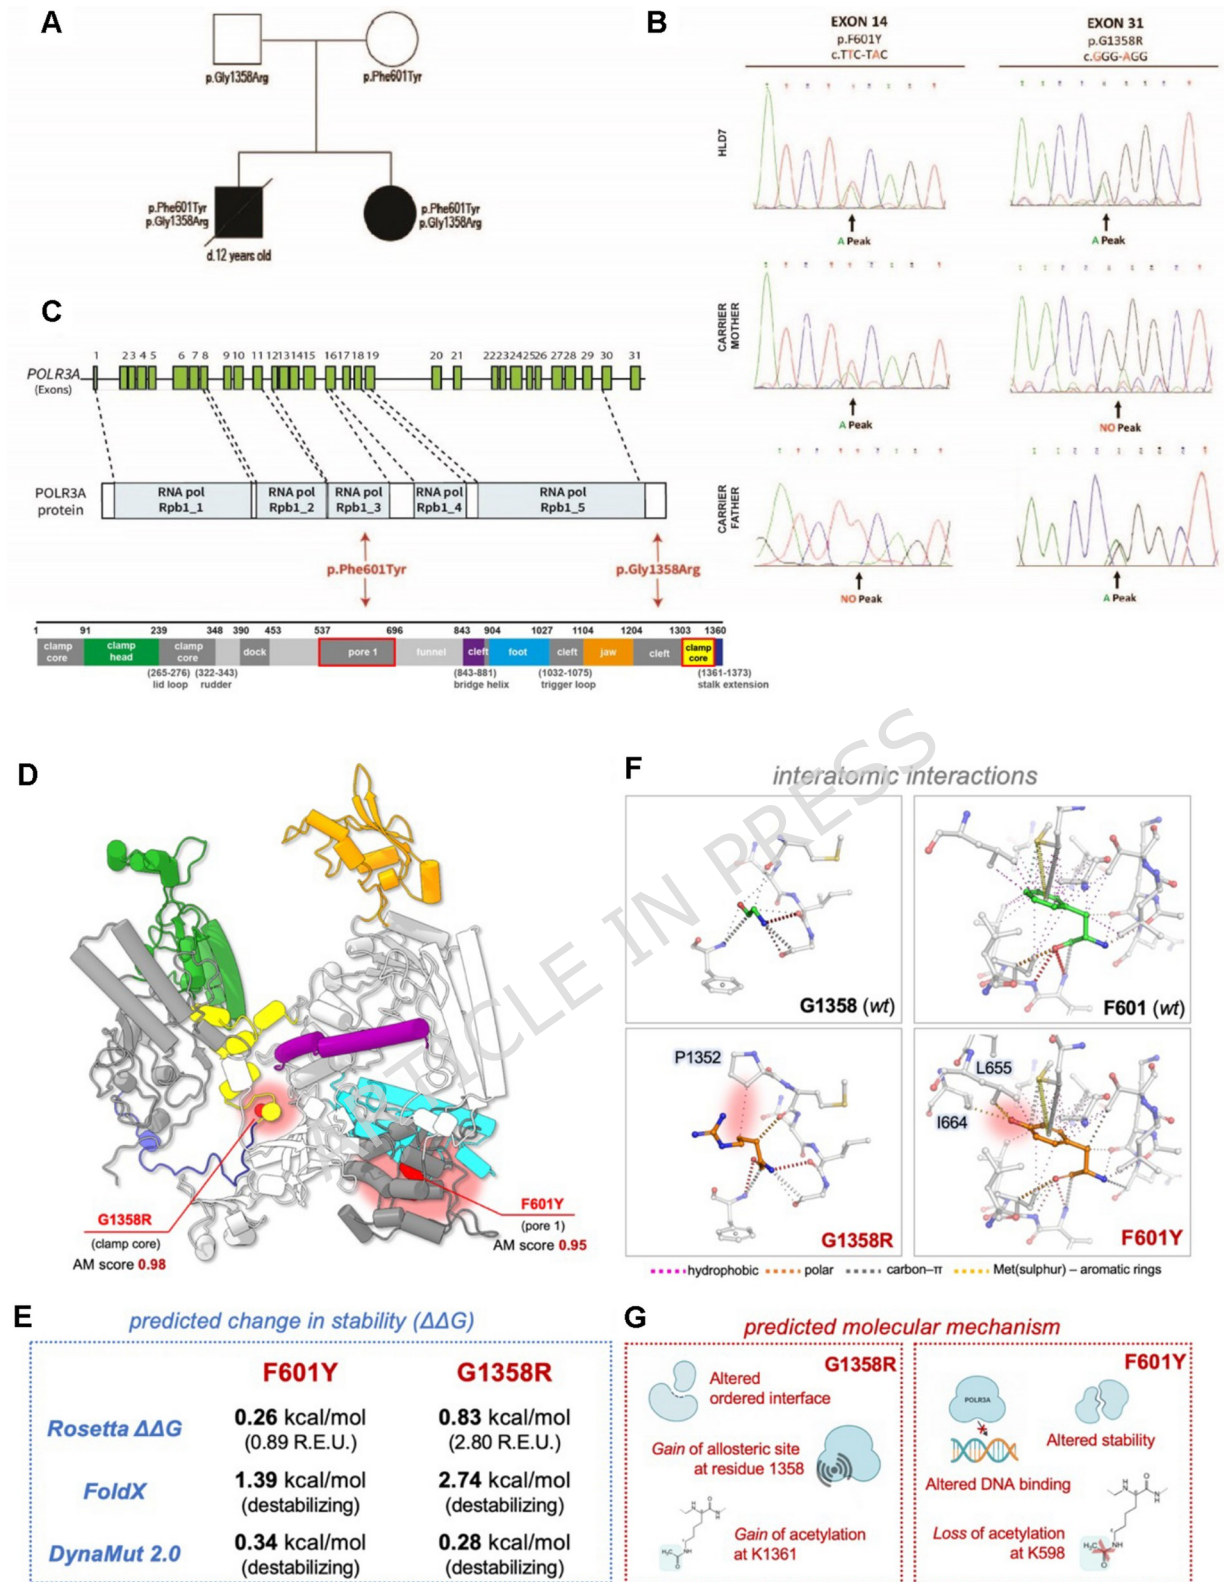 A
p.Gly1358Arg
p.Phe601Tyr
p.Phe601Tyr
p.Gly1358Arg
d.12 years old
p.Phe601Tyr
p.Gly1358Arg
B
EXON 14
p.F601Y
c.TTC-TAC
EXON 31
p.G1358R
c.GGG-AGG
HLD7
A Peak
A Peak
CARRIER
MOTHER
A Peak
NO Peak
CARRIER
FATHER
NO Peak
A Peak
C
1 2 3 4 5 6 7 8 9 10 11 12 13 14 15 16 17 18 19 20 21 22 23 24 25 26 27 28 29 30 31
POLR3A
(Exons)
POLR3A
protein
RNA pol
Rpb1_1
RNA pol
Rpb1_2
RNA pol
Rpb1_3
RNA pol
Rpb1_4
RNA pol
Rpb1_5
p.Phe601Tyr
p.Gly1358Arg
1 91 239 348 390 453 537 696 843 904 1027 1104 1204 1303 1360
clamp
core
clamp
head
clamp
core
dock
pore 1
funnel
cleft
foot
cleft
jaw
cleft
clamp
core
(265-276)
lid loop
(322-343)
rudder
(843-881)
bridge helix
(1032-1075)
trigger loop
(1361-1373)
stalk extension
D
G1358R
(clamp core)
AM score 0.98
F601Y
(pore 1)
AM score 0.95
ARTICLE IN PRESS
F
interatomic interactions
G1358 (wt)
F601 (wt)
P1352
G1358R
L655
I664
F601Y
hydrophobic
polar
carbon–π
Met(sulphur) – aromatic rings
E
predicted change in stability (ΔΔG)
F601Y G1358R
Rosetta ΔΔG
0.26 kcal/mol
(0.89 R.E.U.)
0.83 kcal/mol
(2.80 R.E.U.)
FoldX
1.39 kcal/mol
(destabilizing)
2.74 kcal/mol
(destabilizing)
DynaMut 2.0
0.34 kcal/mol
(destabilizing)
0.28 kcal/mol
(destabilizing)
G
predicted molecular mechanism
G1358R
Altered
ordered interface
Gain of allosteric site
at residue 1358
Gain of acetylation
at K1361
F601Y
POLR3A
Altered stability
Altered DNA binding
Loss of acetylation
at K598